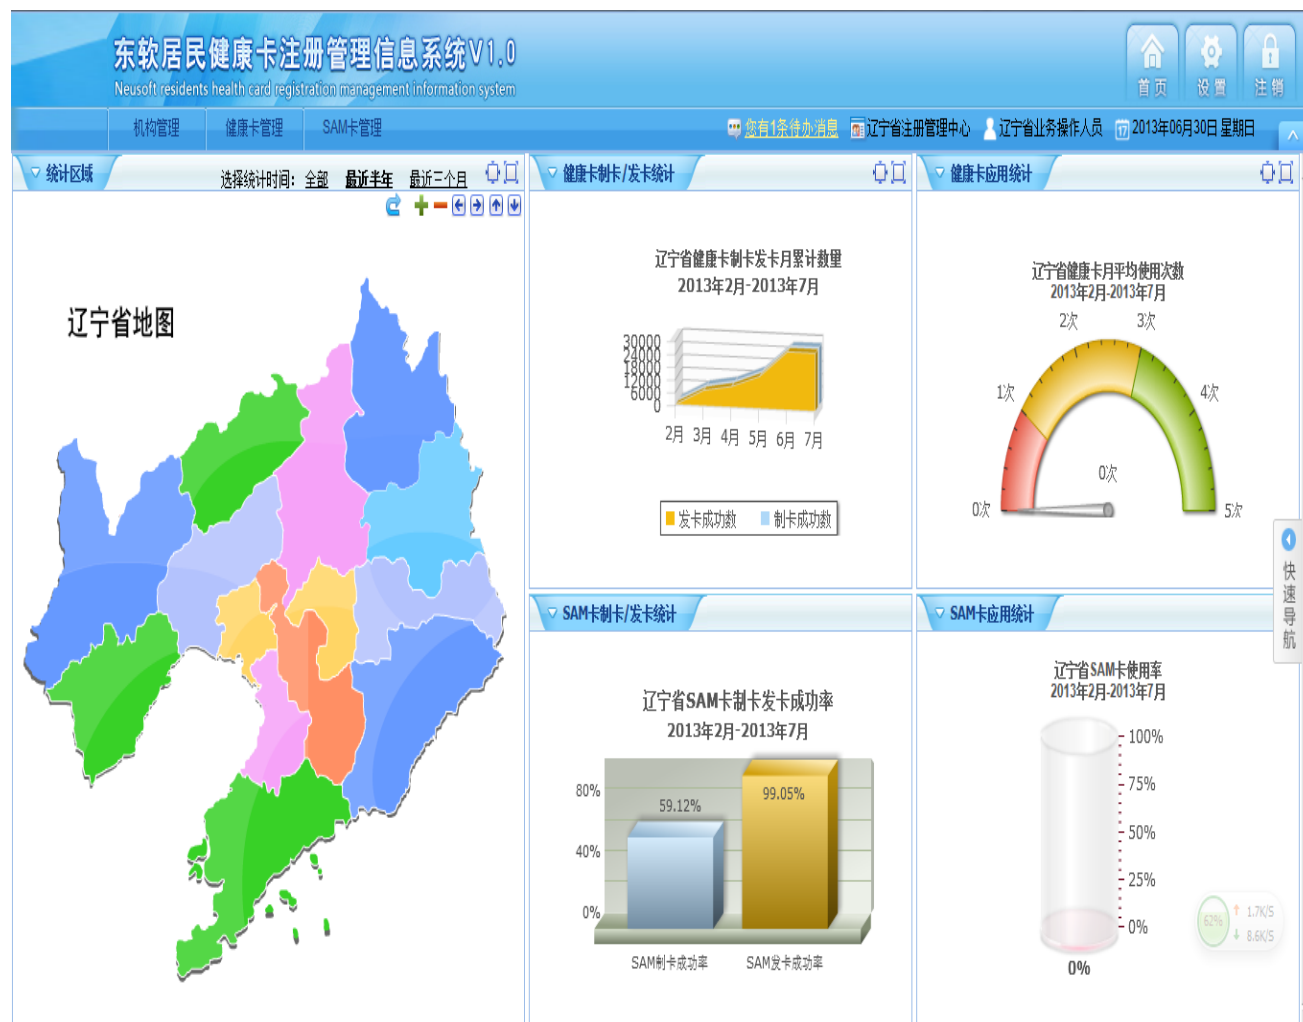 东软居民健康卡注册管理信息系统V1.0
Neusoft residents health card registration management information system
首页 设置 注销
机构管理 健康卡管理 SAM卡管理
您有1条待办消息 辽宁省注册管理中心 辽宁省业务操作人员 17 2013年06月30日 星期日
统计区域
选择统计时间: 全部 最近半年 最近三个月
辽宁省地图
健康卡制卡/发卡统计
辽宁省健康卡制卡发卡月累计数量
2013年2月-2013年7月
30000
24000
18000
12000
6000
0
2月 3月 4月 5月 6月 7月
发卡成功数 制卡成功数
健康卡应用统计
辽宁省健康卡月平均使用次数
2013年2月-2013年7月
2次 3次
1次 4次
0次
0次 5次
SAM卡制卡/发卡统计
辽宁省SAM卡制卡发卡成功率
2013年2月-2013年7月
80%
40%
0%
59.12%
99.05%
SAM制卡成功率 SAM发卡成功率
SAM卡应用统计
辽宁省SAM卡使用率
2013年2月-2013年7月
100%
75%
50%
25%
0%
0%
快速导航
62%
1.7K/S
8.6K/S